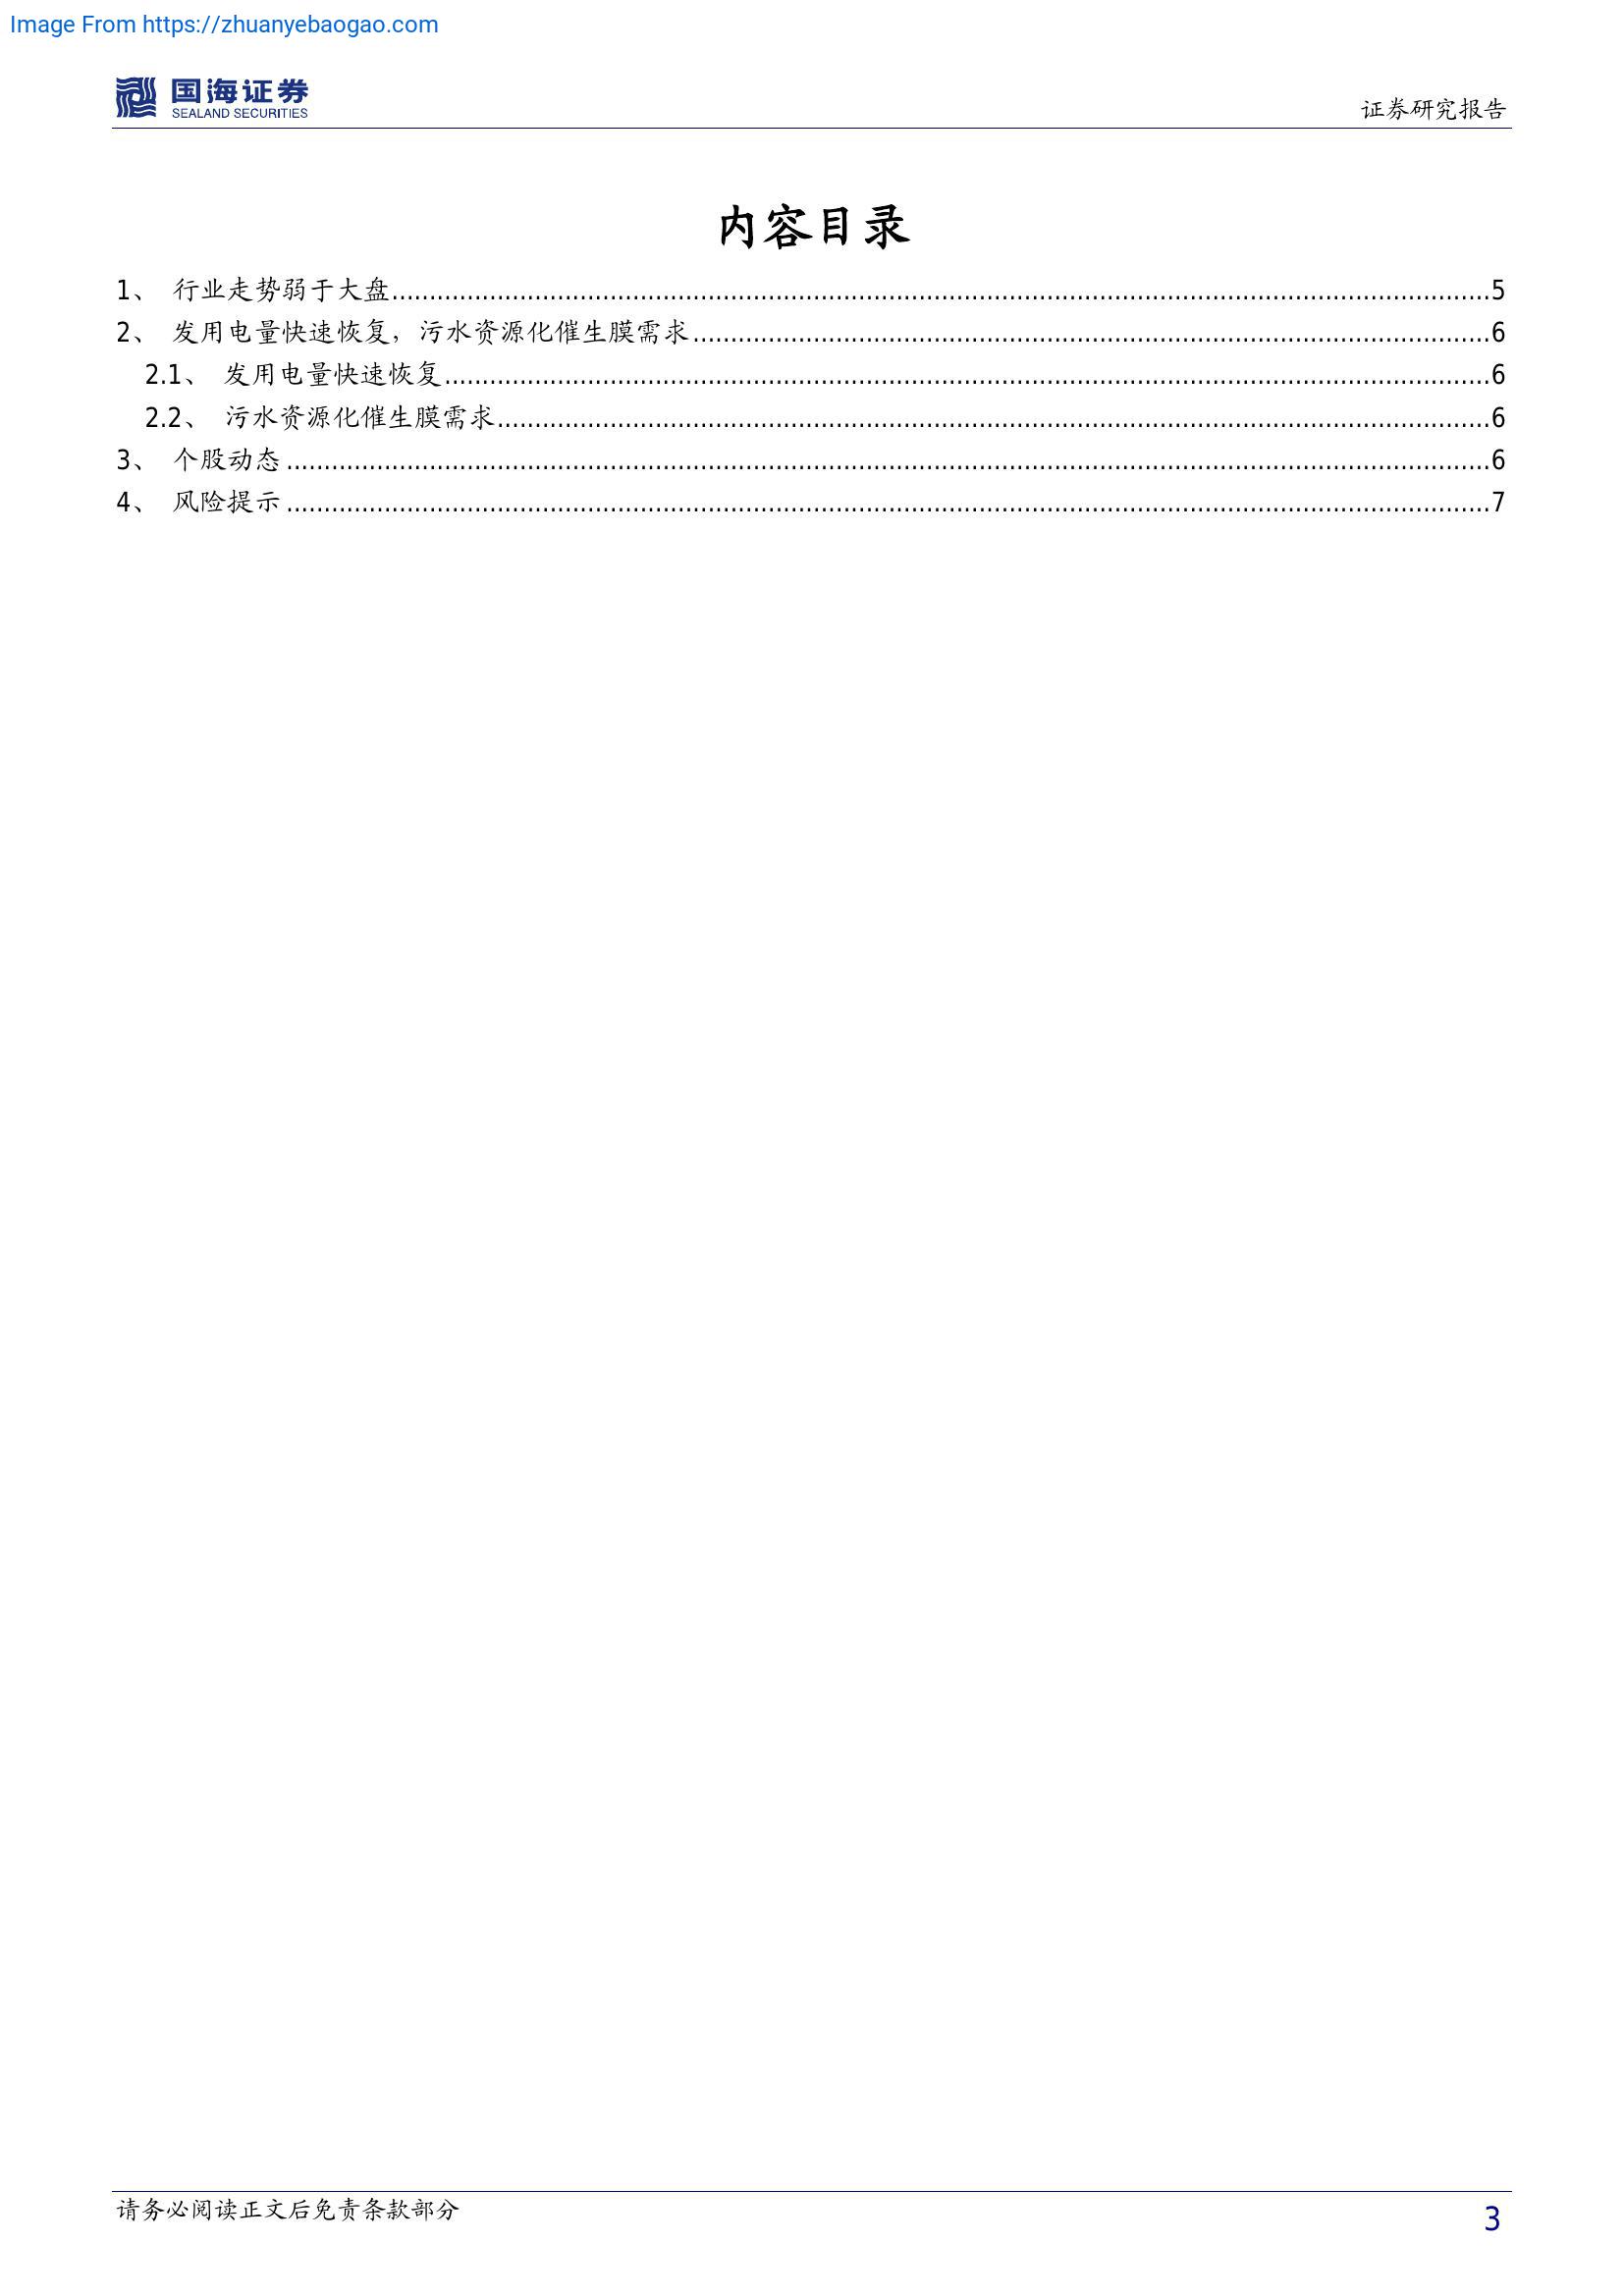 Image From https://zhuanyebaogao.com
国海证券
SEALAND SECURITIES
证券研究报告
内容目录
1、 行业走势弱于大盘........................................5
2、 发用电量快速恢复，污水资源化催生膜需求........................................6
2.1、 发用电量快速恢复........................................6
2.2、 污水资源化催生膜需求........................................6
3、 个股动态........................................6
4、 风险提示........................................7
请务必阅读正文后免责条款部分
3